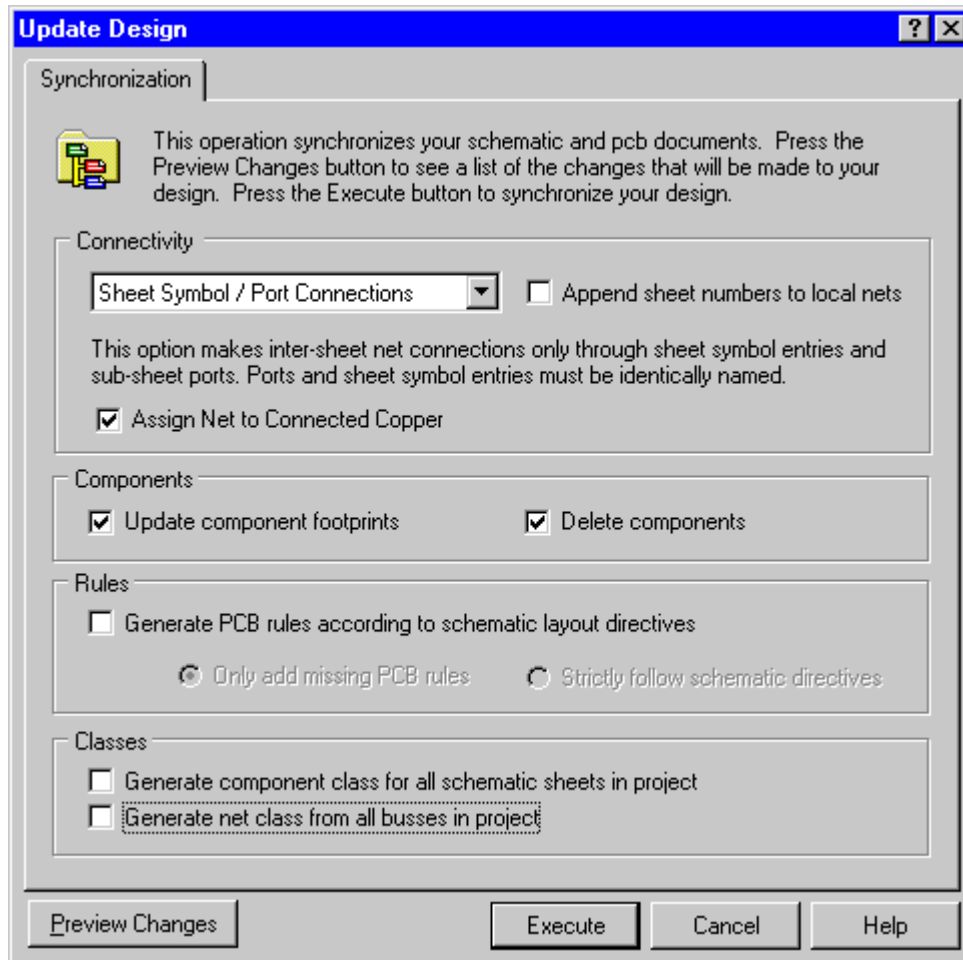 Update Design
Synchronization
This operation synchronizes your schematic and pcb documents. Press the
Preview Changes button to see a list of the changes that will be made to your
design. Press the Execute button to synchronize your design.
Connectivity
Sheet Symbol / Port Connections
Append sheet numbers to local nets
This option makes inter-sheet net connections only through sheet symbol entries and
sub-sheet ports. Ports and sheet symbol entries must be identically named.
Assign Net to Connected Copper
Components
Update component footprints
Delete components
Rules
Generate PCB rules according to schematic layout directives
Only add missing PCB rules
Strictly follow schematic directives
Classes
Generate component class for all schematic sheets in project
Generate net class from all busses in project
Preview Changes
Execute
Cancel
Help